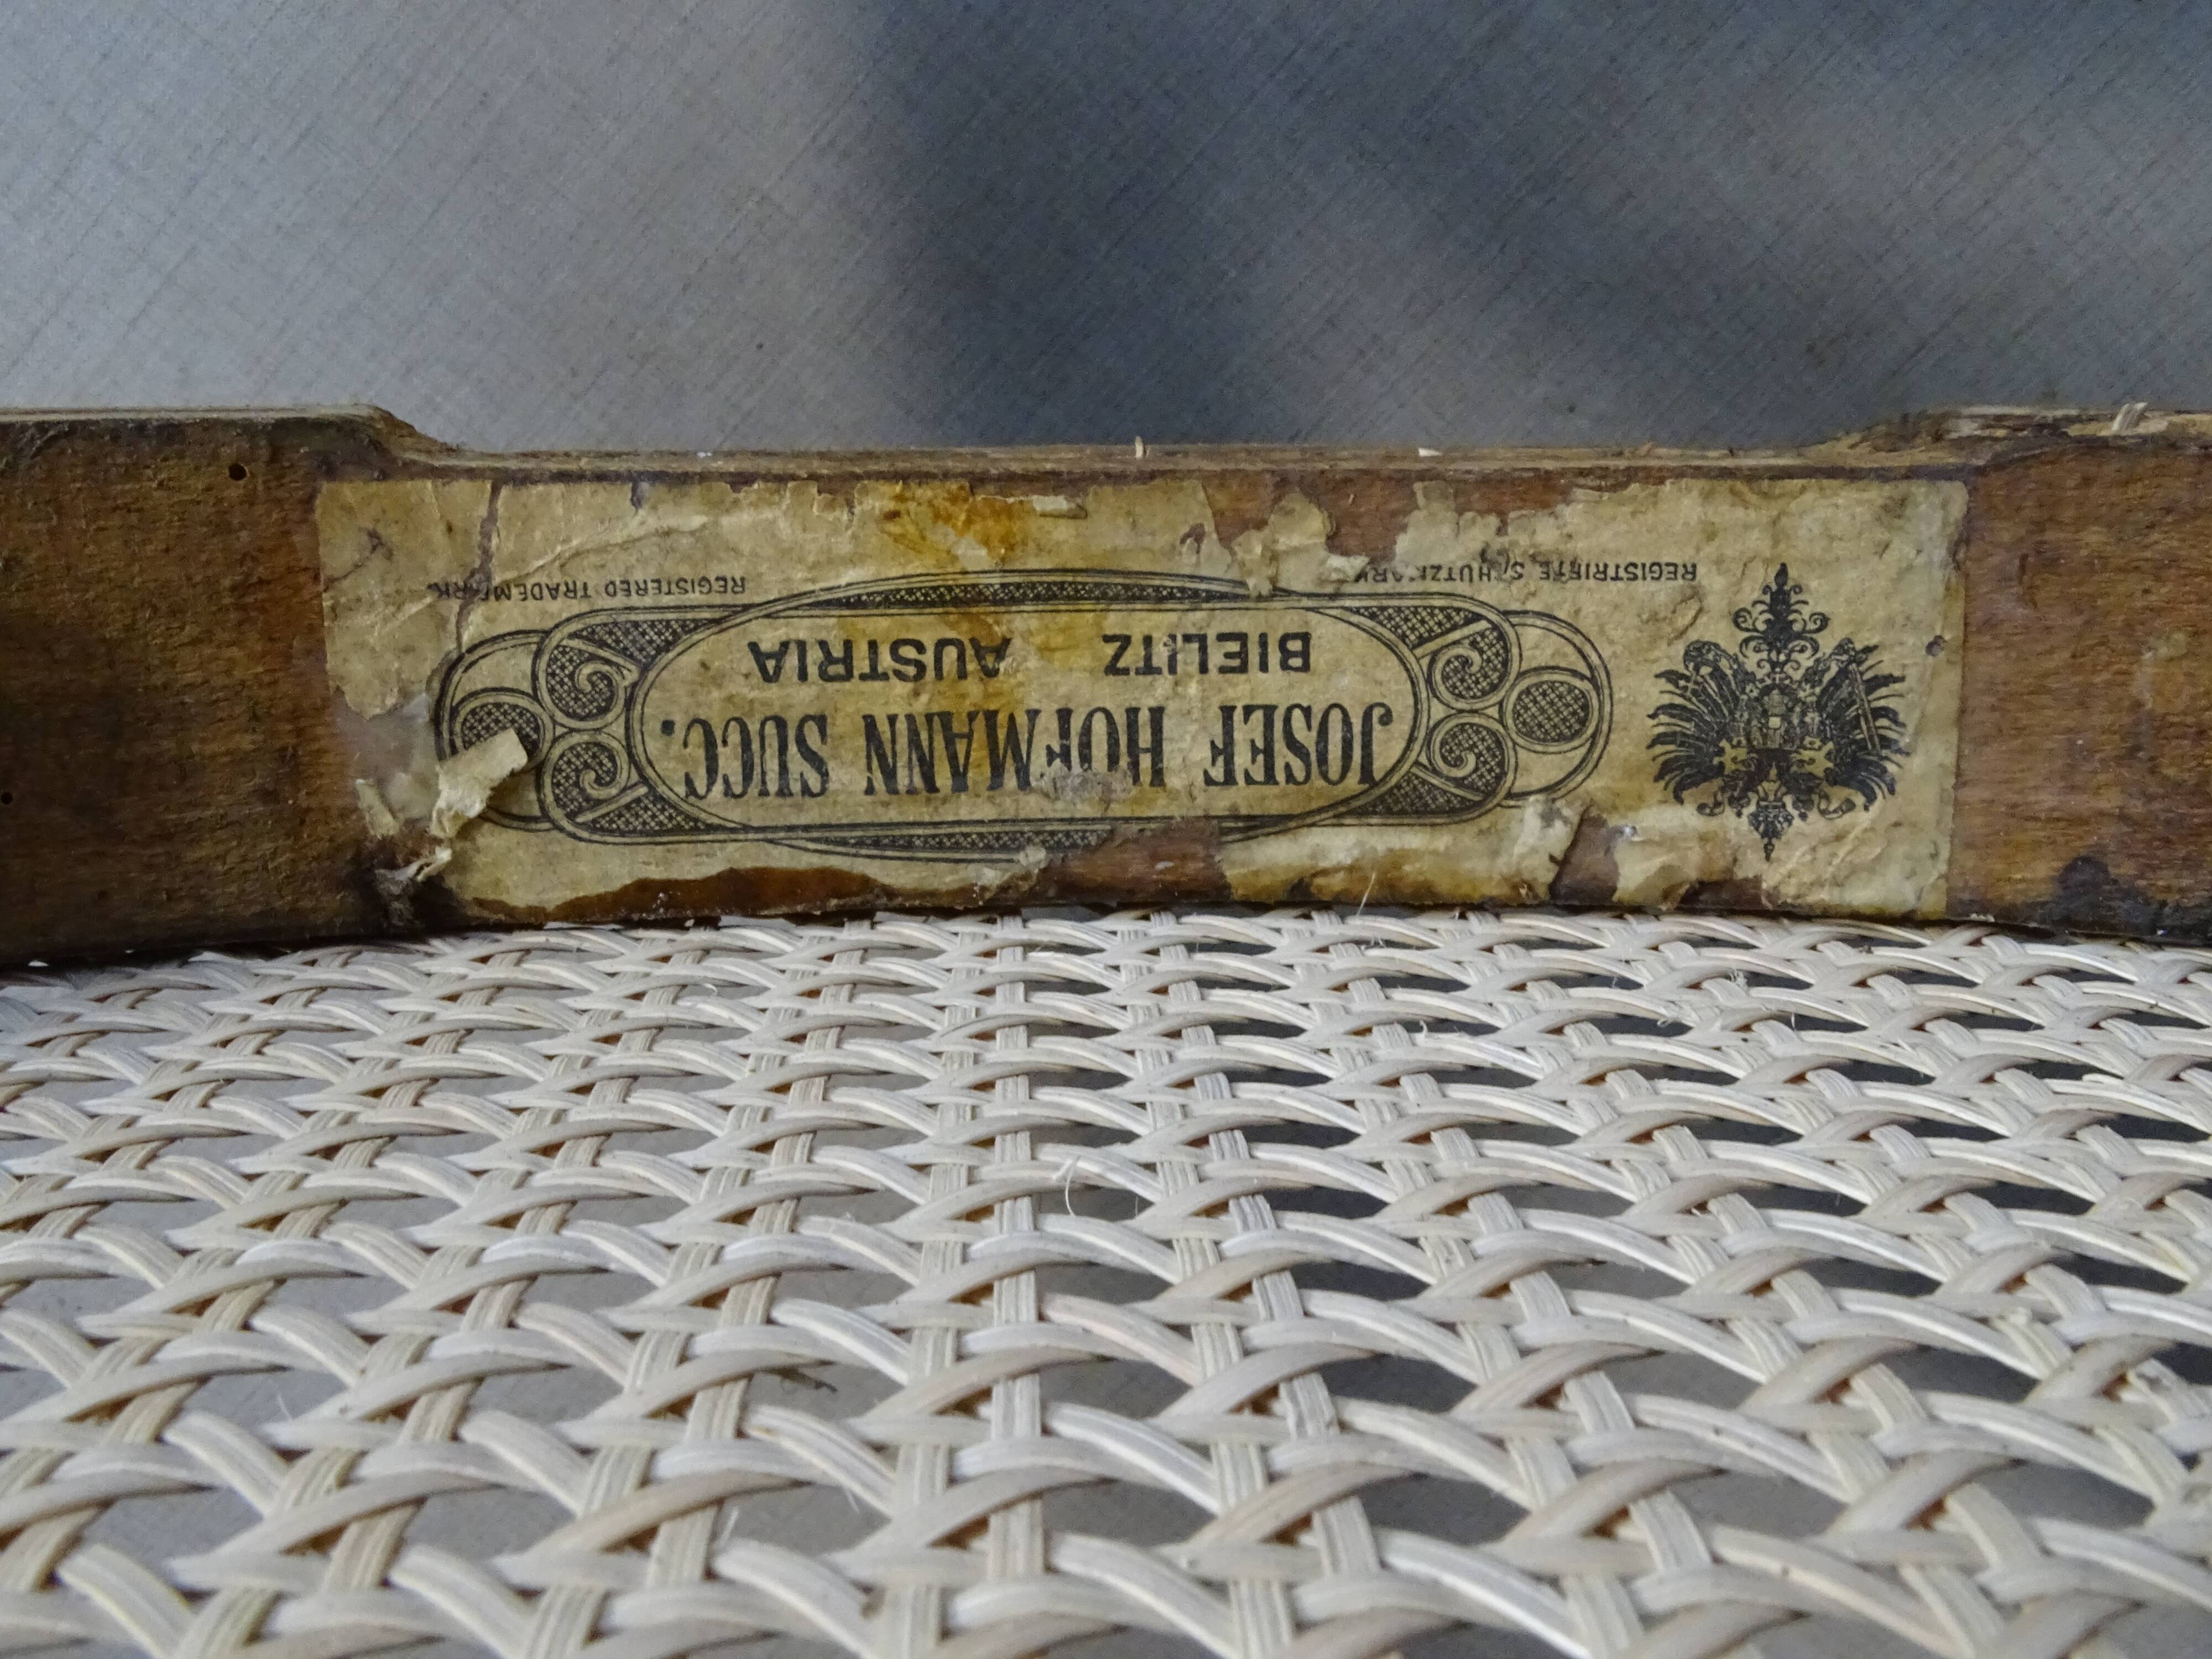 JOSEF HOFMANN SUCC.
BIELITZ AUSTRIA
REGISTRIRTE SCHUTZMARKE
REGISTERED TRADEMARK